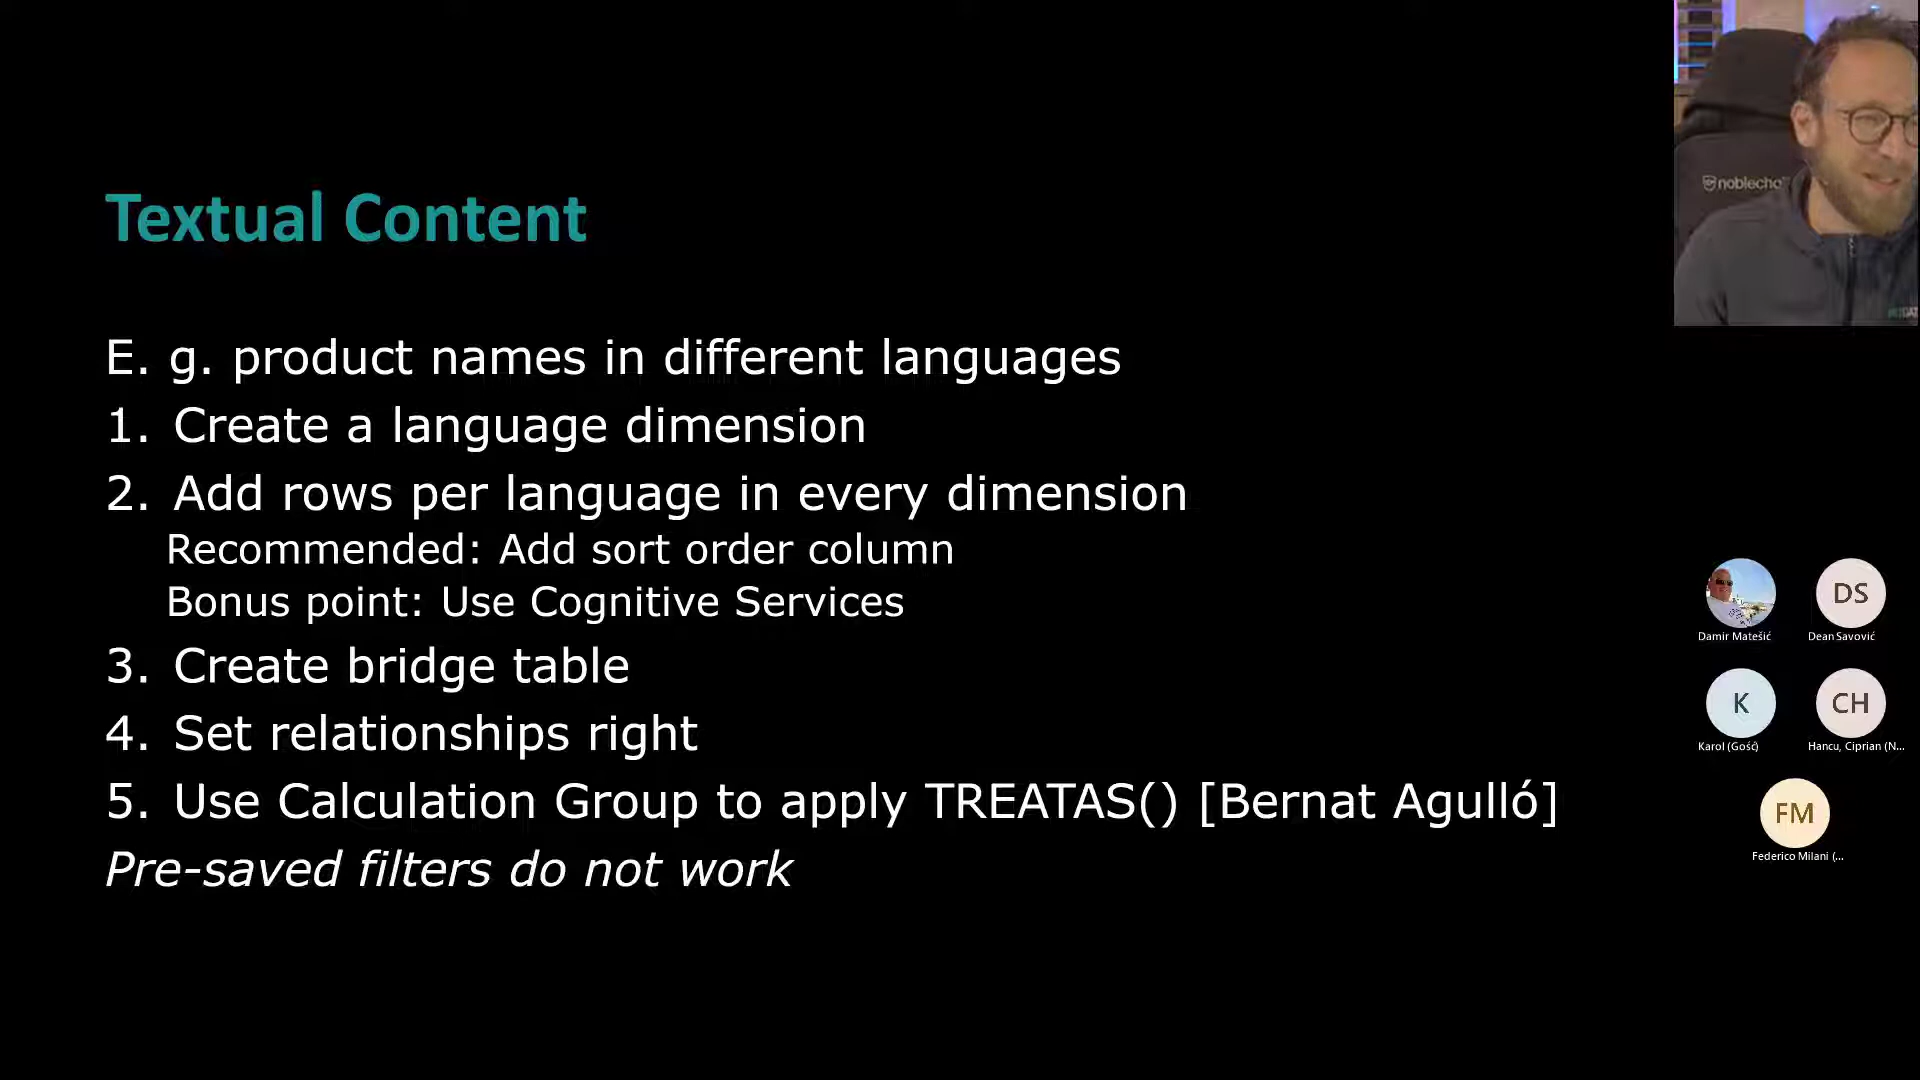 Textual Content
E. g. product names in different languages
1. Create a language dimension
2. Add rows per language in every dimension
Recommended: Add sort order column
Bonus point: Use Cognitive Services
3. Create bridge table
4. Set relationships right
5. Use Calculation Group to apply TREATAS() [Bernat Agulló]
Pre-saved filters do not work
noblecha
DS
Damir Matešić
Dean Savović
K
CH
Karol (Gość)
Hancu, Ciprian (N...
FM
Federico Milani (...